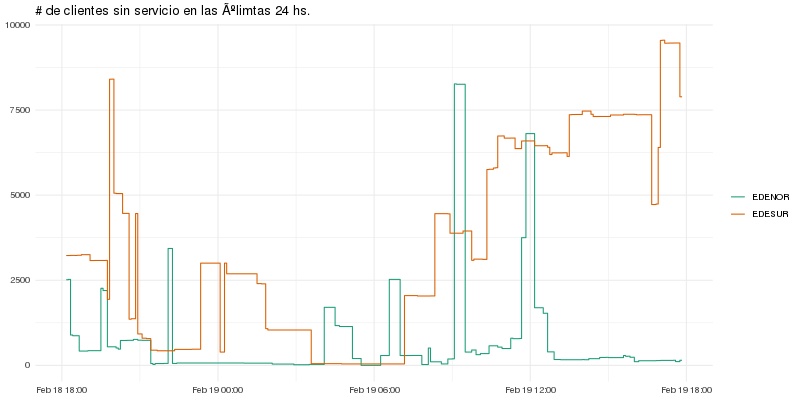 # de clientes sin servicio en las Ãºlimtas 24 hs.
10000
7500
5000
2500
0
Feb 18 18:00
Feb 19 00:00
Feb 19 06:00
Feb 19 12:00
Feb 19 18:00
EDENOR
EDESUR